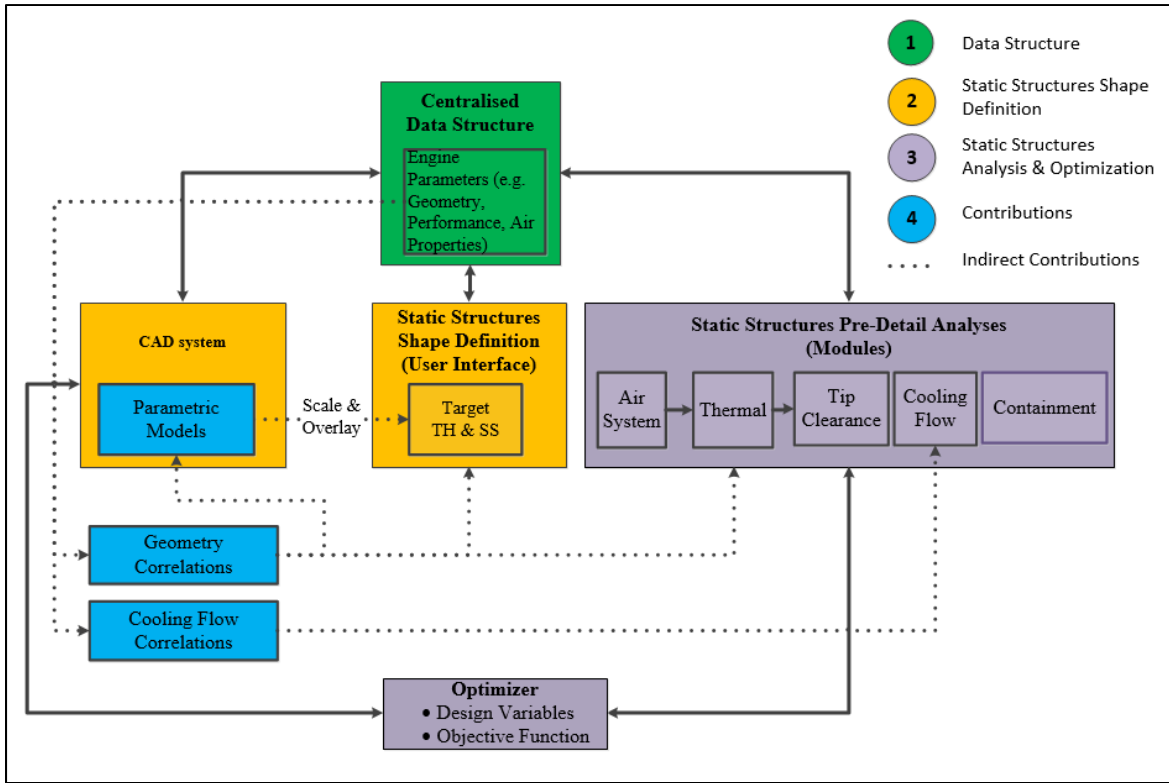 1
Data Structure
2
Static Structures Shape
Definition
3
Static Structures
Analysis & Optimization
4
Contributions
Indirect Contributions
Centralised
Data Structure
Engine
Parameters (e.g.
Geometry,
Performance, Air
Properties)
CAD system
Parametric
Models
Scale &
Overlay
Static Structures
Shape Definition
(User Interface)
Target
TH & SS
Static Structures Pre-Detail Analyses
(Modules)
Air
System
Thermal
Tip
Clearance
Cooling
Flow
Containment
Geometry
Correlations
Cooling Flow
Correlations
Optimizer
• Design Variables
• Objective Function